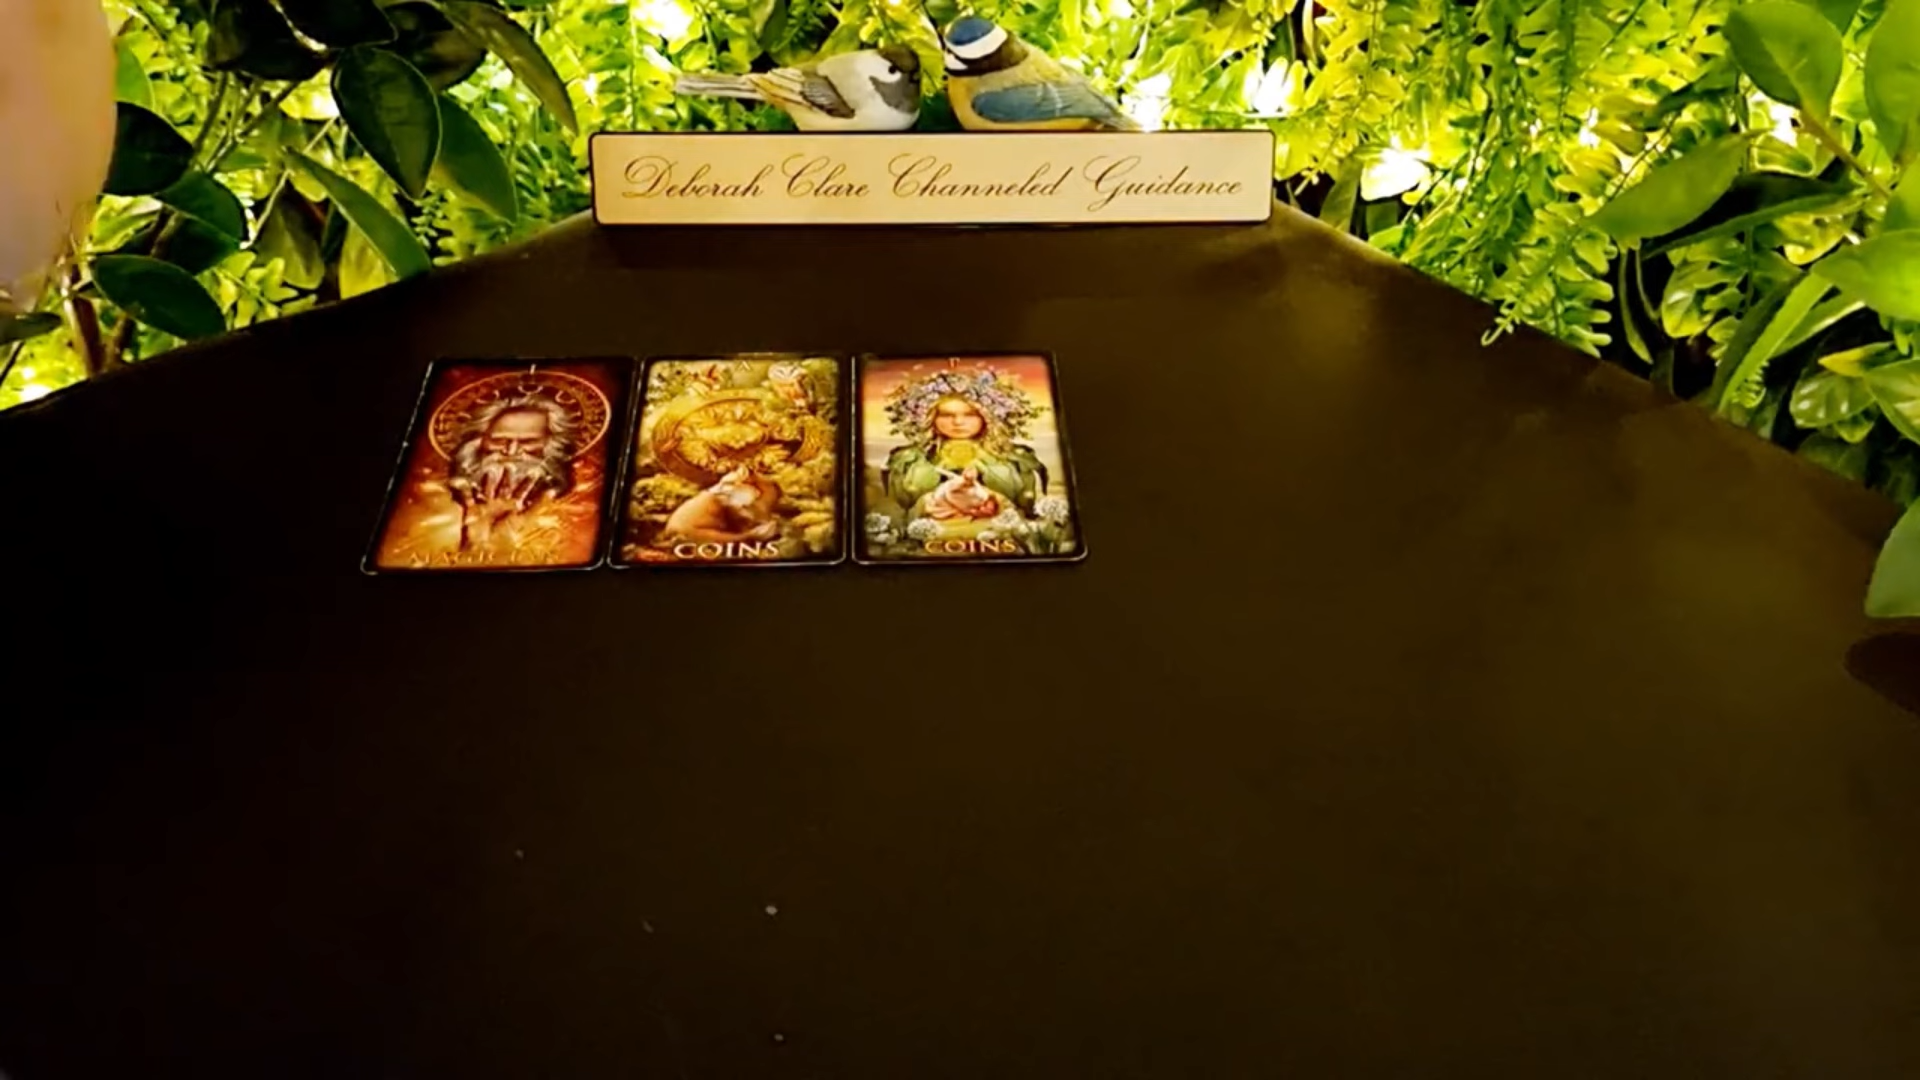 Deborah Clare Channeled Guidance
I
A
P
MAGICIAN
COINS
COINS